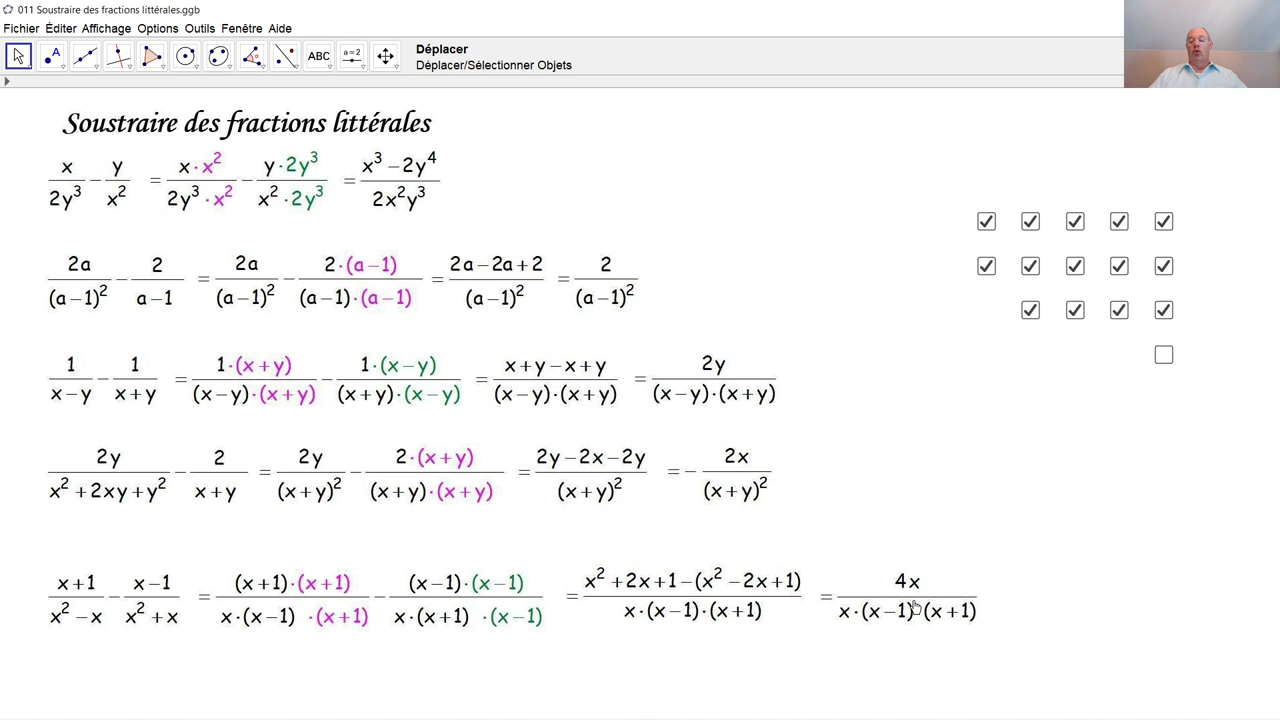 011 Soustraire des fractions littérales.ggb
Fichier Éditer Affichage Options Outils Fenêtre Aide
A ABC a=2 Déplacer
Déplacer/Sélectionner Objets
Soustraire des fractions littérales
x/2y³ − y/x² = x·x²/2y³·x² − y·2y³/x²·2y³ = x³−2y⁴/2x²y³
2a/(a−1)² − 2/a−1 = 2a/(a−1)² − 2·(a−1)/(a−1)·(a−1) = 2a−2a+2/(a−1)² = 2/(a−1)²
1/x−y − 1/x+y = 1·(x+y)/(x−y)·(x+y) − 1·(x−y)/(x+y)·(x−y) = x+y−x+y/(x−y)·(x+y) = 2y/(x−y)·(x+y)
2y/x²+2xy+y² − 2/x+y = 2y/(x+y)² − 2·(x+y)/(x+y)·(x+y) = 2y−2x−2y/(x+y)² = − 2x/(x+y)²
x+1/x²−x − x−1/x²+x = (x+1)·(x+1)/x·(x−1) ·(x+1) − (x−1)·(x−1)/x·(x+1) ·(x−1) = x²+2x+1−(x²−2x+1)/x·(x−1)·(x+1) = 4x/x·(x−1)·(x+1)